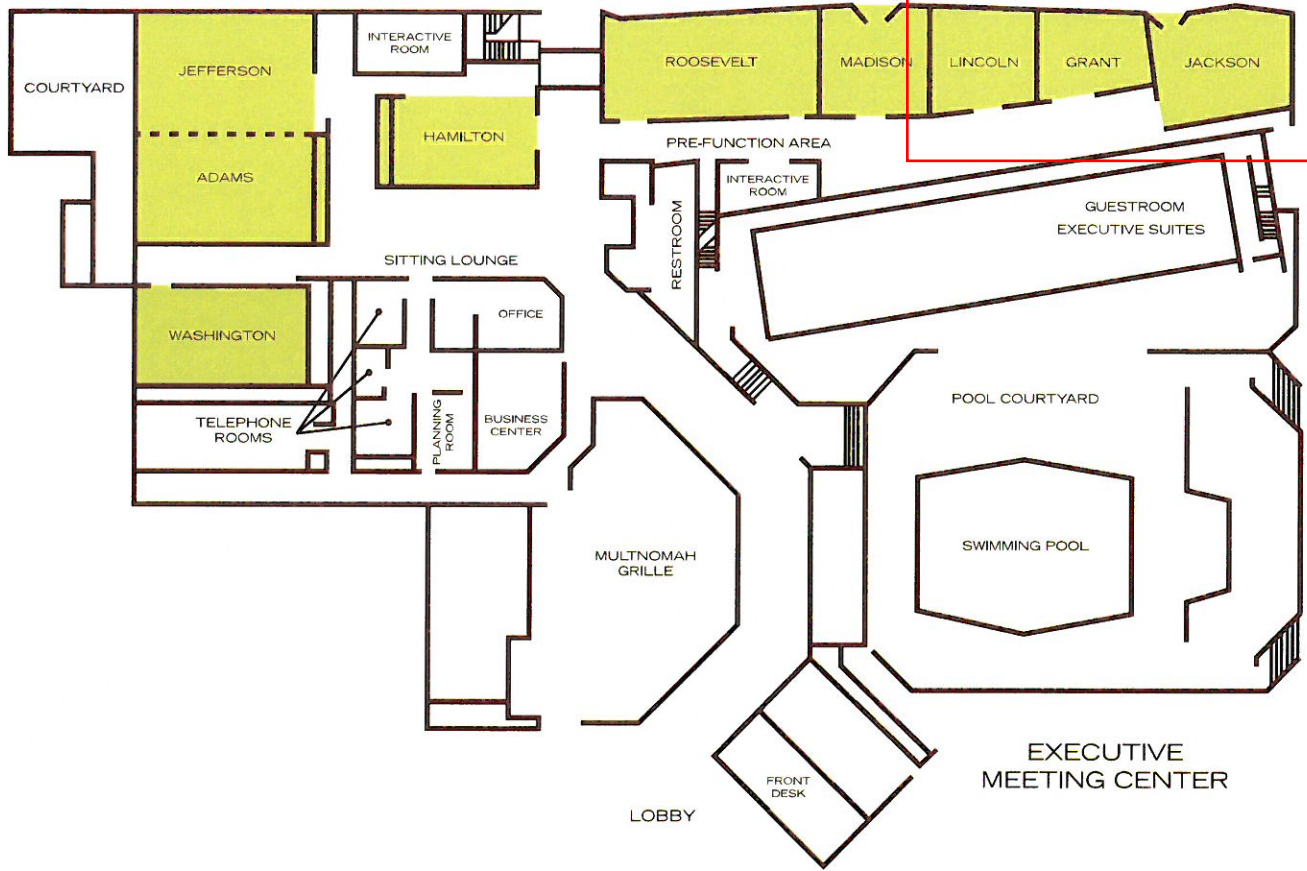 INTERACTIVE
ROOM
JEFFERSON
COURTYARD
ROOSEVELT
MADISON
LINCOLN
GRANT
JACKSON
HAMILTON
PRE-FUNCTION AREA
ADAMS
INTERACTIVE
ROOM
GUESTROOM
EXECUTIVE SUITES
RESTROOM
SITTING LOUNGE
OFFICE
WASHINGTON
TELEPHONE
ROOMS
PLANNING
ROOM
BUSINESS
CENTER
POOL COURTYARD
MULTNOMAH
GRILLE
SWIMMING POOL
EXECUTIVE
MEETING CENTER
FRONT
DESK
LOBBY